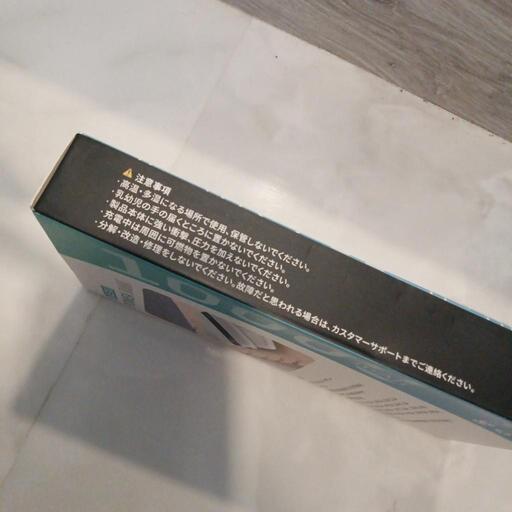 ⚠注意事項
・高温・多湿になる場所で使用、保管しないでください。
・乳幼児の手の届くところに置かないでください。
・製品本体に強い衝撃、圧力を加えないでください。
・充電中は周囲に可燃物を置かないでください。
・分解・改造・修理をしないでください。故障だと思われる場合は、カスタマーサポートまでご連絡ください。